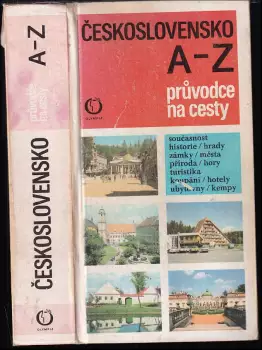 ČESKOSLOVENSKO
A-Z
průvodce
na cesty
současnost
historie / hrady
zámky / města
příroda / hory
turistika
koupání / hotely
ubytovny / kempy
ČESKOSLOVENSKO
průvodce
na cesty
A-Z
OLYMPIA